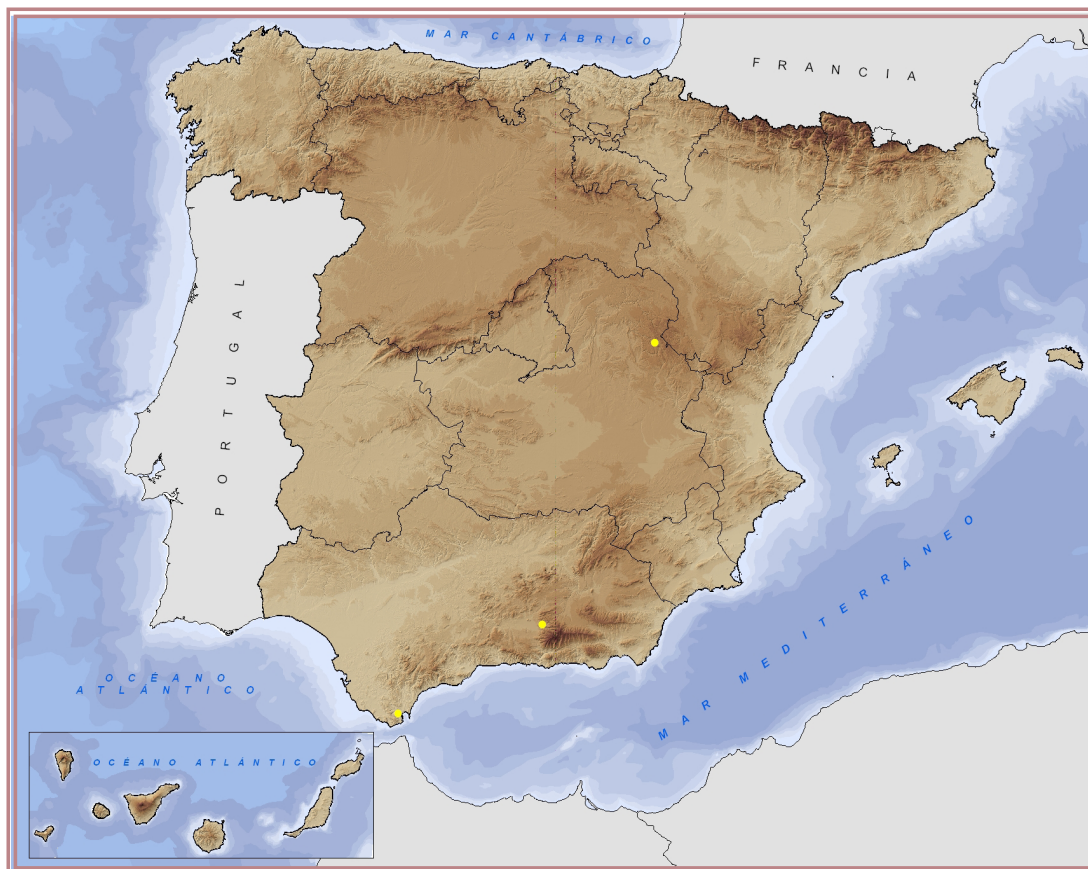 MAR CANTÁBRICO
FRANCIA
PORTUGAL
MAR MEDITERRÁNEO
OCÉANO
ATLÁNTICO
OCÉANO ATLÁNTICO